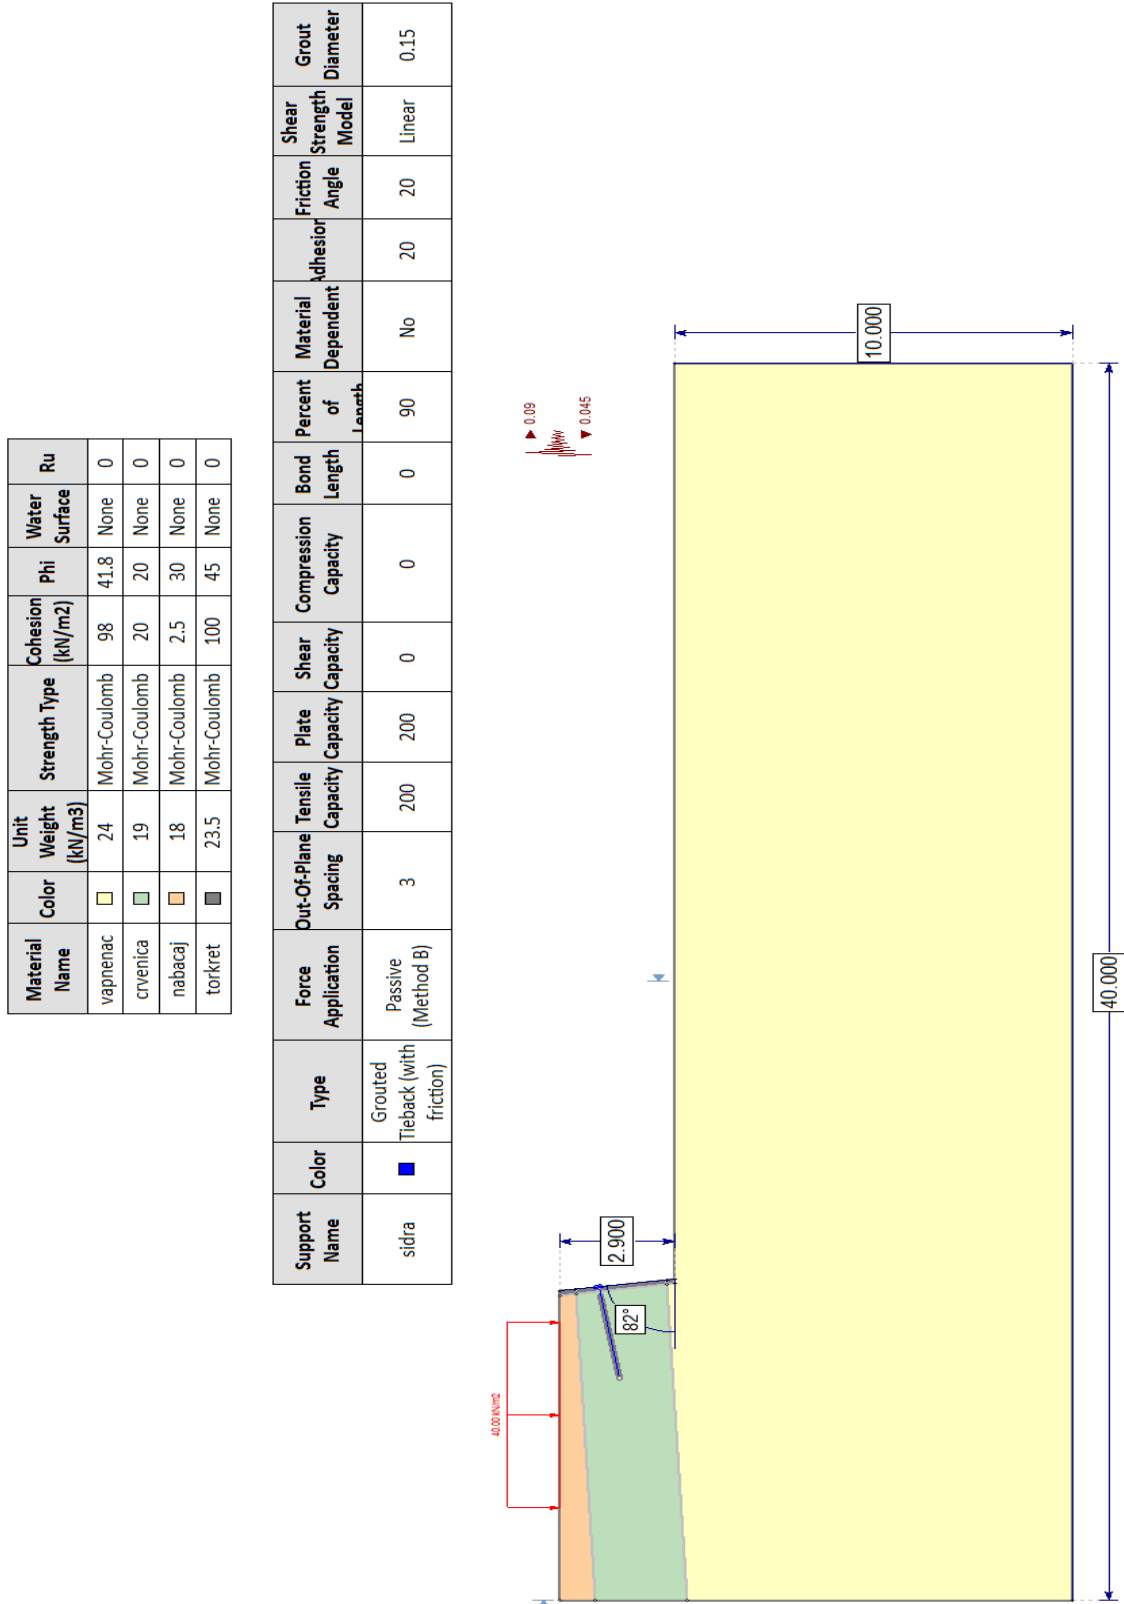 Material Name Color Unit Weight (kN/m3) Strength Type Cohesion (kN/m2) Phi Water Surface Ru
vapnenac 24 Mohr-Coulomb 98 41.8 None 0
crvenica 19 Mohr-Coulomb 20 20 None 0
nabacaj 18 Mohr-Coulomb 2.5 30 None 0
torkret 23.5 Mohr-Coulomb 100 45 None 0
Support Name Color Type Force Application Out-Of-Plane Spacing Tensile Capacity Plate Capacity Shear Capacity Compression Capacity Bond Length Percent of Length Material Dependent Adhesion Friction Angle Shear Strength Model Grout Diameter
sidra Grouted Tieback (with friction) Passive (Method B) 3 200 200 0 0 0 90 No 20 20 Linear 0.15
0.09
0.045
40.00 kN/m2
2.900
82°
10.000
40.000